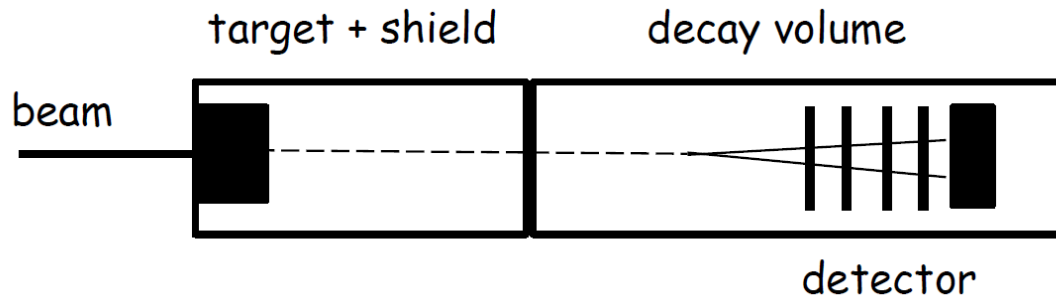 target + shield
decay volume
beam
detector